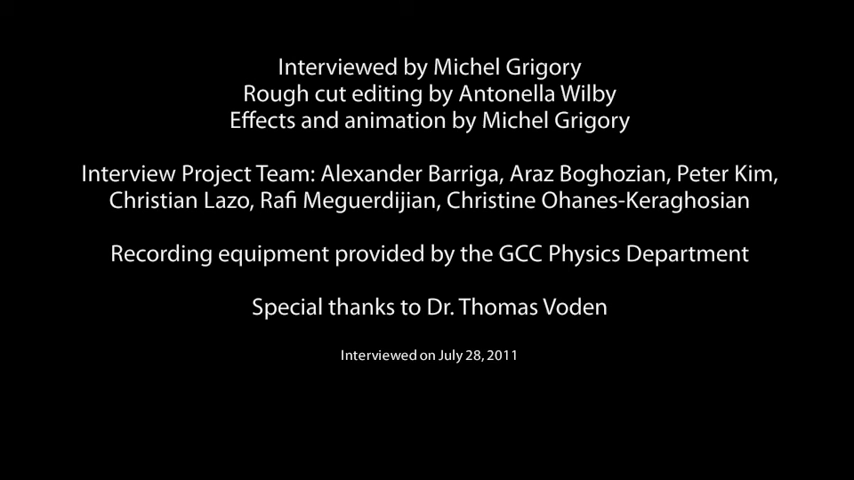 Interviewed by Michel Grigory
Rough cut editing by Antonella Wilby
Effects and animation by Michel Grigory
Interview Project Team: Alexander Barriga, Araz Boghozian, Peter Kim,
Christian Lazo, Rafi Meguerdijian, Christine Ohanes-Keraghosian
Recording equipment provided by the GCC Physics Department
Special thanks to Dr. Thomas Voden
Interviewed on July 28, 2011